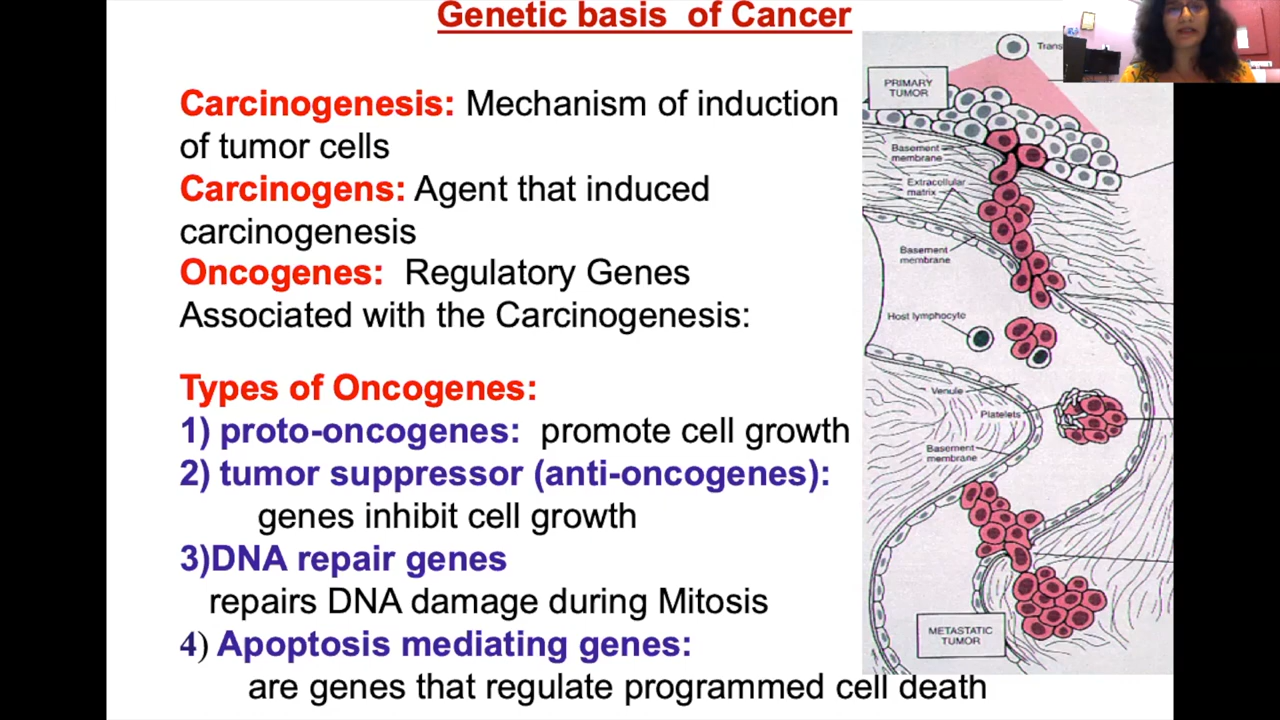 Genetic basis of Cancer
Carcinogenesis: Mechanism of induction
of tumor cells
Carcinogens: Agent that induced
carcinogenesis
Oncogenes: Regulatory Genes
Associated with the Carcinogenesis:
Types of Oncogenes:
1) proto-oncogenes: promote cell growth
2) tumor suppressor (anti-oncogenes):
genes inhibit cell growth
3)DNA repair genes
repairs DNA damage during Mitosis
4) Apoptosis mediating genes:
are genes that regulate programmed cell death
Trans
PRIMARY
TUMOR
Basement
membrane
Extracellular
matrix
Basement
membrane
Host lymphocyte
Venule
Platelets
Basement
membrane
METASTATIC
TUMOR